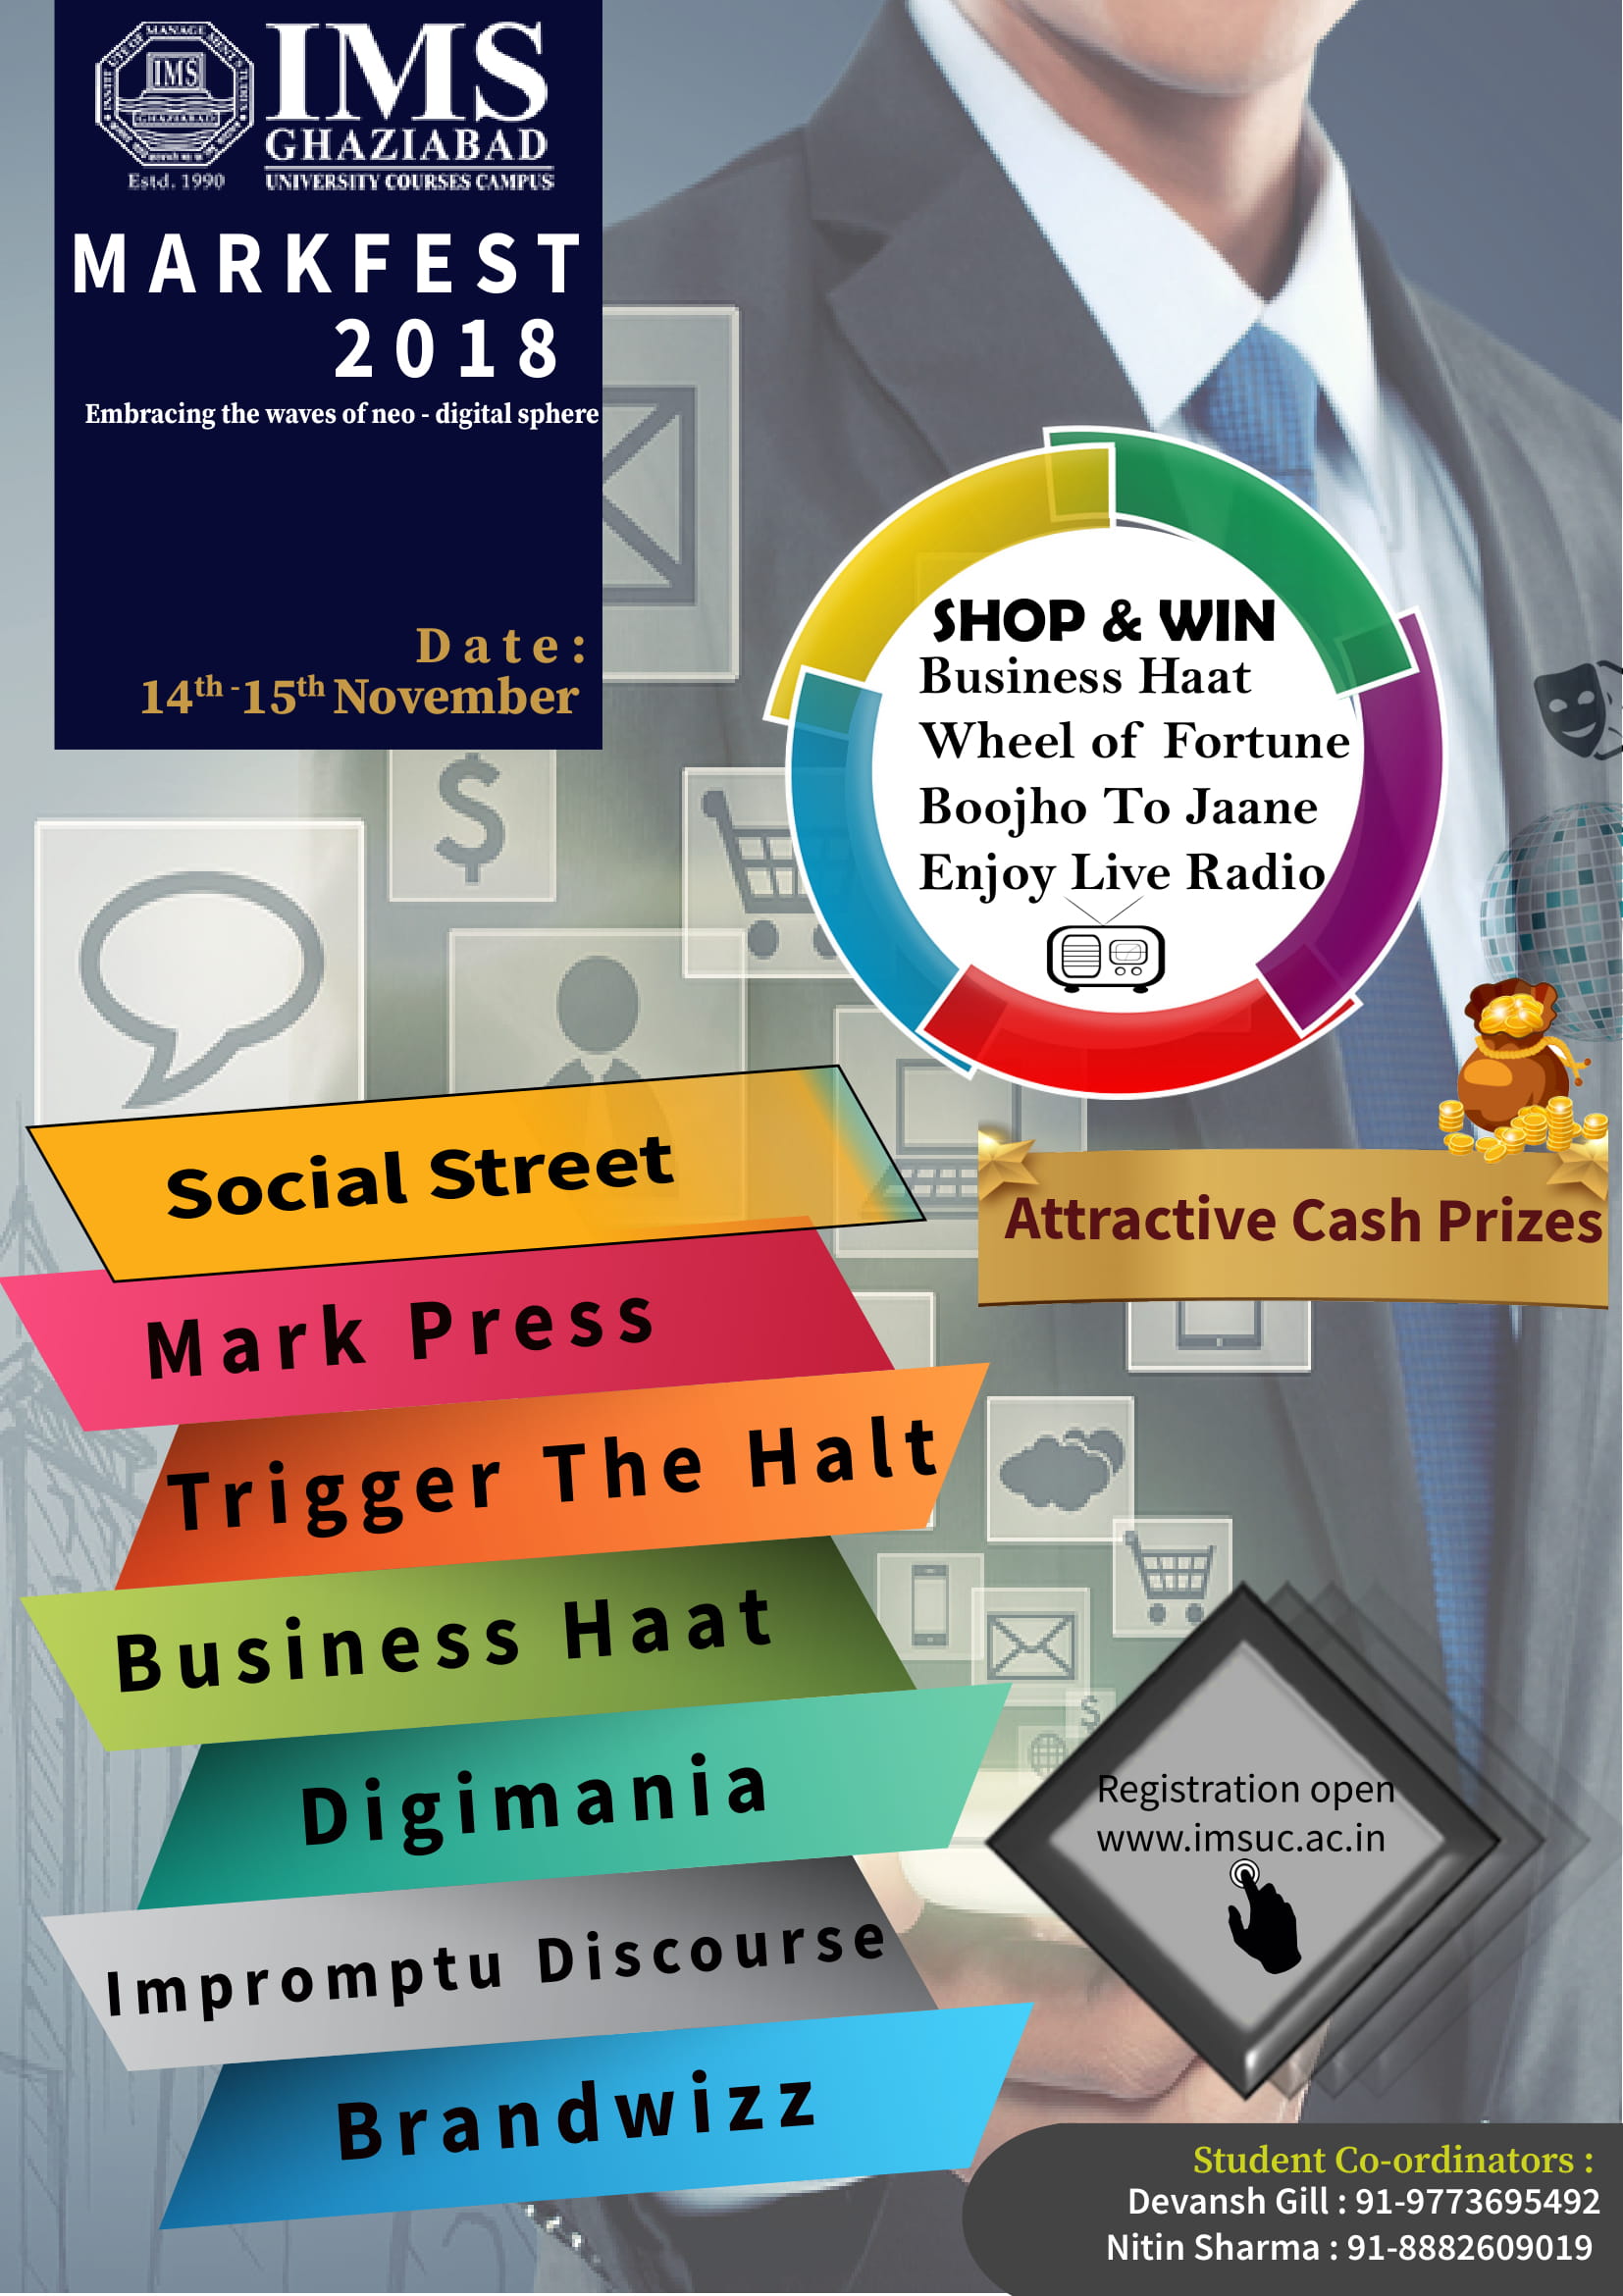 IMS
GHAZIABAD
Estd. 1990
IMS
GHAZIABAD
UNIVERSITY COURSES CAMPUS
MARKFEST
2018
Embracing the waves of neo - digital sphere
Date:
14th - 15th November
SHOP & WIN
Business Haat
Wheel of Fortune
Boojho To Jaane
Enjoy Live Radio
Attractive Cash Prizes
Social Street
Mark Press
Trigger The Halt
Business Haat
Digimania
Impromptu Discourse
Brandwizz
Registration open
www.imsuc.ac.in
Student Co-ordinators :
Devansh Gill : 91-9773695492
Nitin Sharma : 91-8882609019